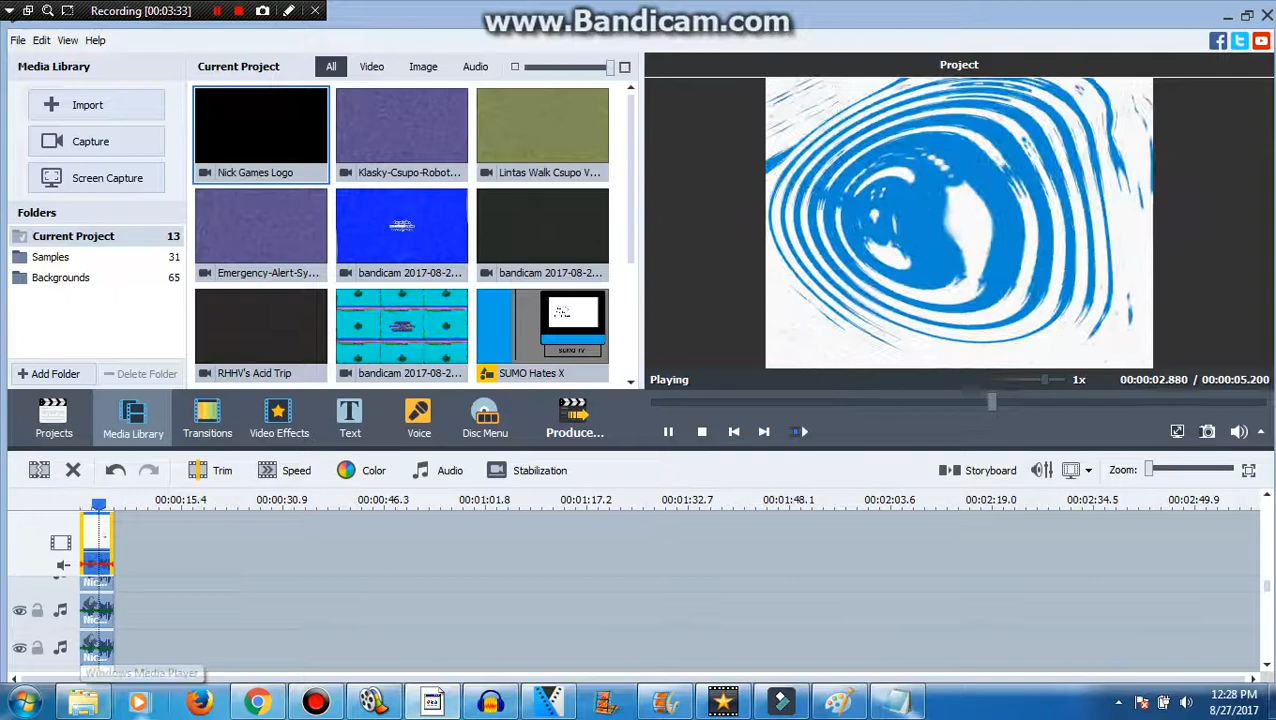 Recording [00:03:33]
www.Bandicam.com
File Edit View Help
Media Library
Current Project
All
Video
Image
Audio
Project
Import
Capture
Screen Capture
Folders
Current Project 13
Samples 31
Backgrounds 65
Add Folder
Delete Folder
Nick Games Logo
Klasky-Csupo-Robot...
Lintas Walk Csupo V...
Emergency-Alert-Sy...
bandicam 2017-08-2...
bandicam 2017-08-2...
RHHV's Acid Trip
bandicam 2017-08-2...
SUMO TV
SUMO Hates X
Playing
1x
00:00:02.880 / 00:00:05.200
Projects
Media Library
Transitions
Video Effects
Text
Voice
Disc Menu
Produce...
Trim
Speed
Color
Audio
Stabilization
Storyboard
Zoom:
00:00:15.4
00:00:30.9
00:00:46.3
00:01:01.8
00:01:17.2
00:01:32.7
00:01:48.1
00:02:03.6
00:02:19.0
00:02:34.5
00:02:49.9
Nic...
Nic...
Nic...
Windows Media Player
12:28 PM
8/27/2017